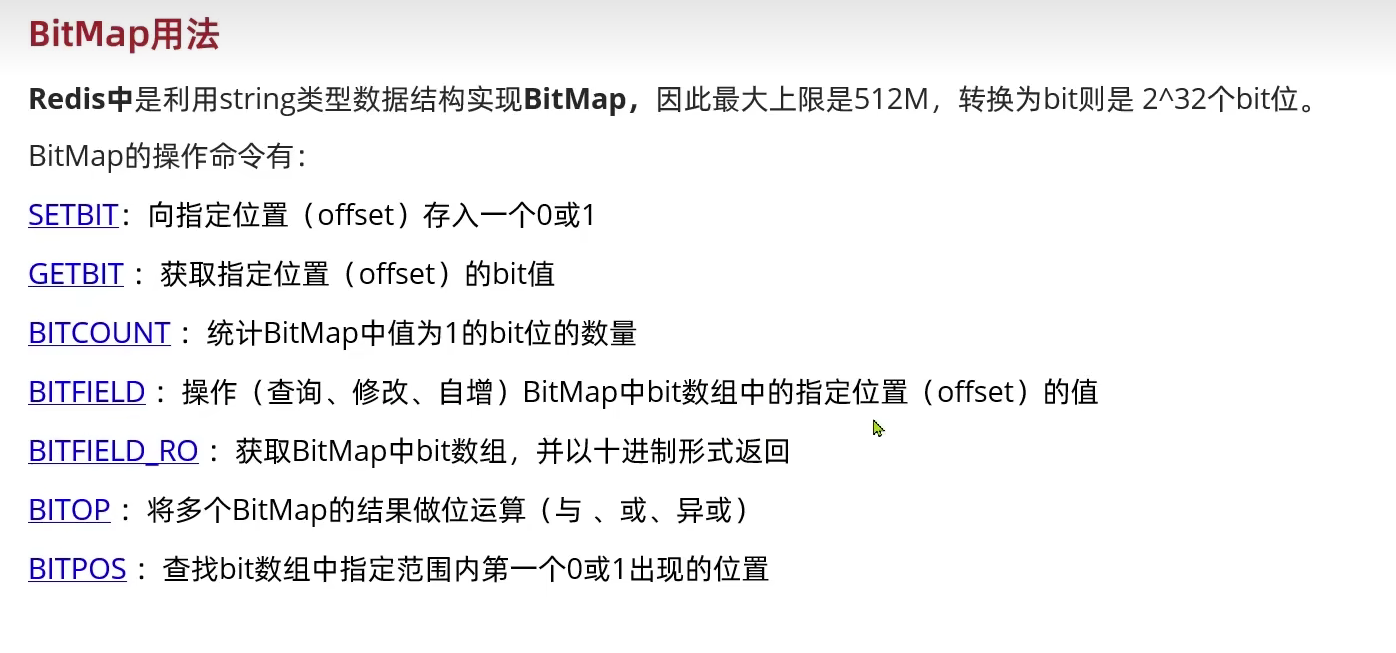 BitMap用法
Redis中是利用string类型数据结构实现BitMap，因此最大上限是512M，转换为bit则是 2^32个bit位。
BitMap的操作命令有：
SETBIT：向指定位置（offset）存入一个0或1
GETBIT ：获取指定位置（offset）的bit值
BITCOUNT ：统计BitMap中值为1的bit位的数量
BITFIELD ：操作（查询、修改、自增）BitMap中bit数组中的指定位置（offset）的值
BITFIELD_RO ：获取BitMap中bit数组，并以十进制形式返回
BITOP ：将多个BitMap的结果做位运算（与 、或、异或）
BITPOS ：查找bit数组中指定范围内第一个0或1出现的位置